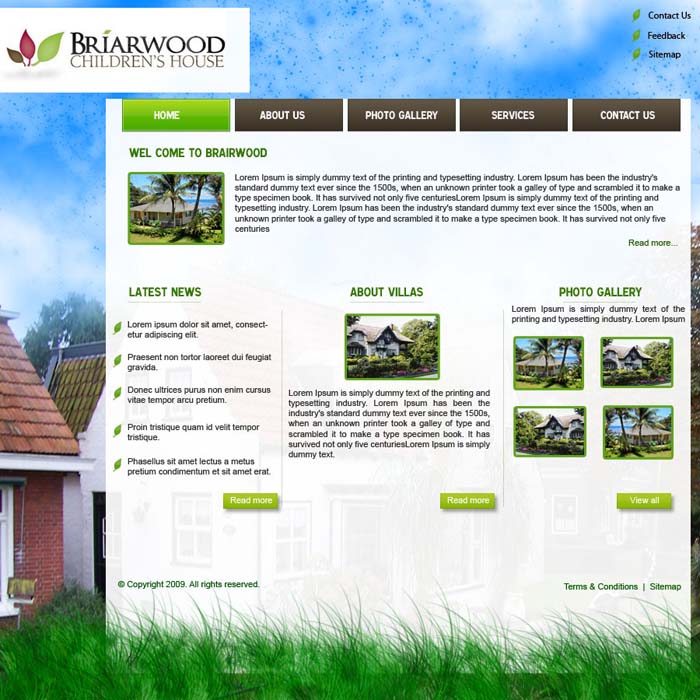 BRIARWOOD
CHILDREN'S HOUSE
Contact Us
Feedback
Sitemap
HOME
ABOUT US
PHOTO GALLERY
SERVICES
CONTACT US
WEL COME TO BRAIRWOOD
Lorem Ipsum is simply dummy text of the printing and typesetting industry. Lorem Ipsum has been the industry's
standard dummy text ever since the 1500s, when an unknown printer took a galley of type and scrambled it to make a
type specimen book. It has survived not only five centuriesLorem Ipsum is simply dummy text of the printing and
typesetting industry. Lorem Ipsum has been the industry's standard dummy text ever since the 1500s, when an
unknown printer took a galley of type and scrambled it to make a type specimen book. It has survived not only five
centuries
Read more...
LATEST NEWS
Lorem ipsum dolor sit amet, consect-
etur adipiscing elit.
Praesent non tortor laoreet dui feugiat
gravida.
Donec ultrices purus non enim cursus
vitae tempor arcu pretium.
Proin tristique quam id velit tempor
tristique.
Phasellus sit amet lectus a metus
pretium condimentum et sit amet erat.
Read more
ABOUT VILLAS
Lorem Ipsum is simply dummy text of the printing and
typesetting industry. Lorem Ipsum has been the
industry's standard dummy text ever since the 1500s,
when an unknown printer took a galley of type and
scrambled it to make a type specimen book. It has
survived not only five centuriesLorem Ipsum is simply
dummy text.
Read more
PHOTO GALLERY
Lorem Ipsum is simply dummy text of the
printing and typesetting industry. Lorem Ipsum
View all
© Copyright 2009. All rights reserved.
Terms & Conditions | Sitemap